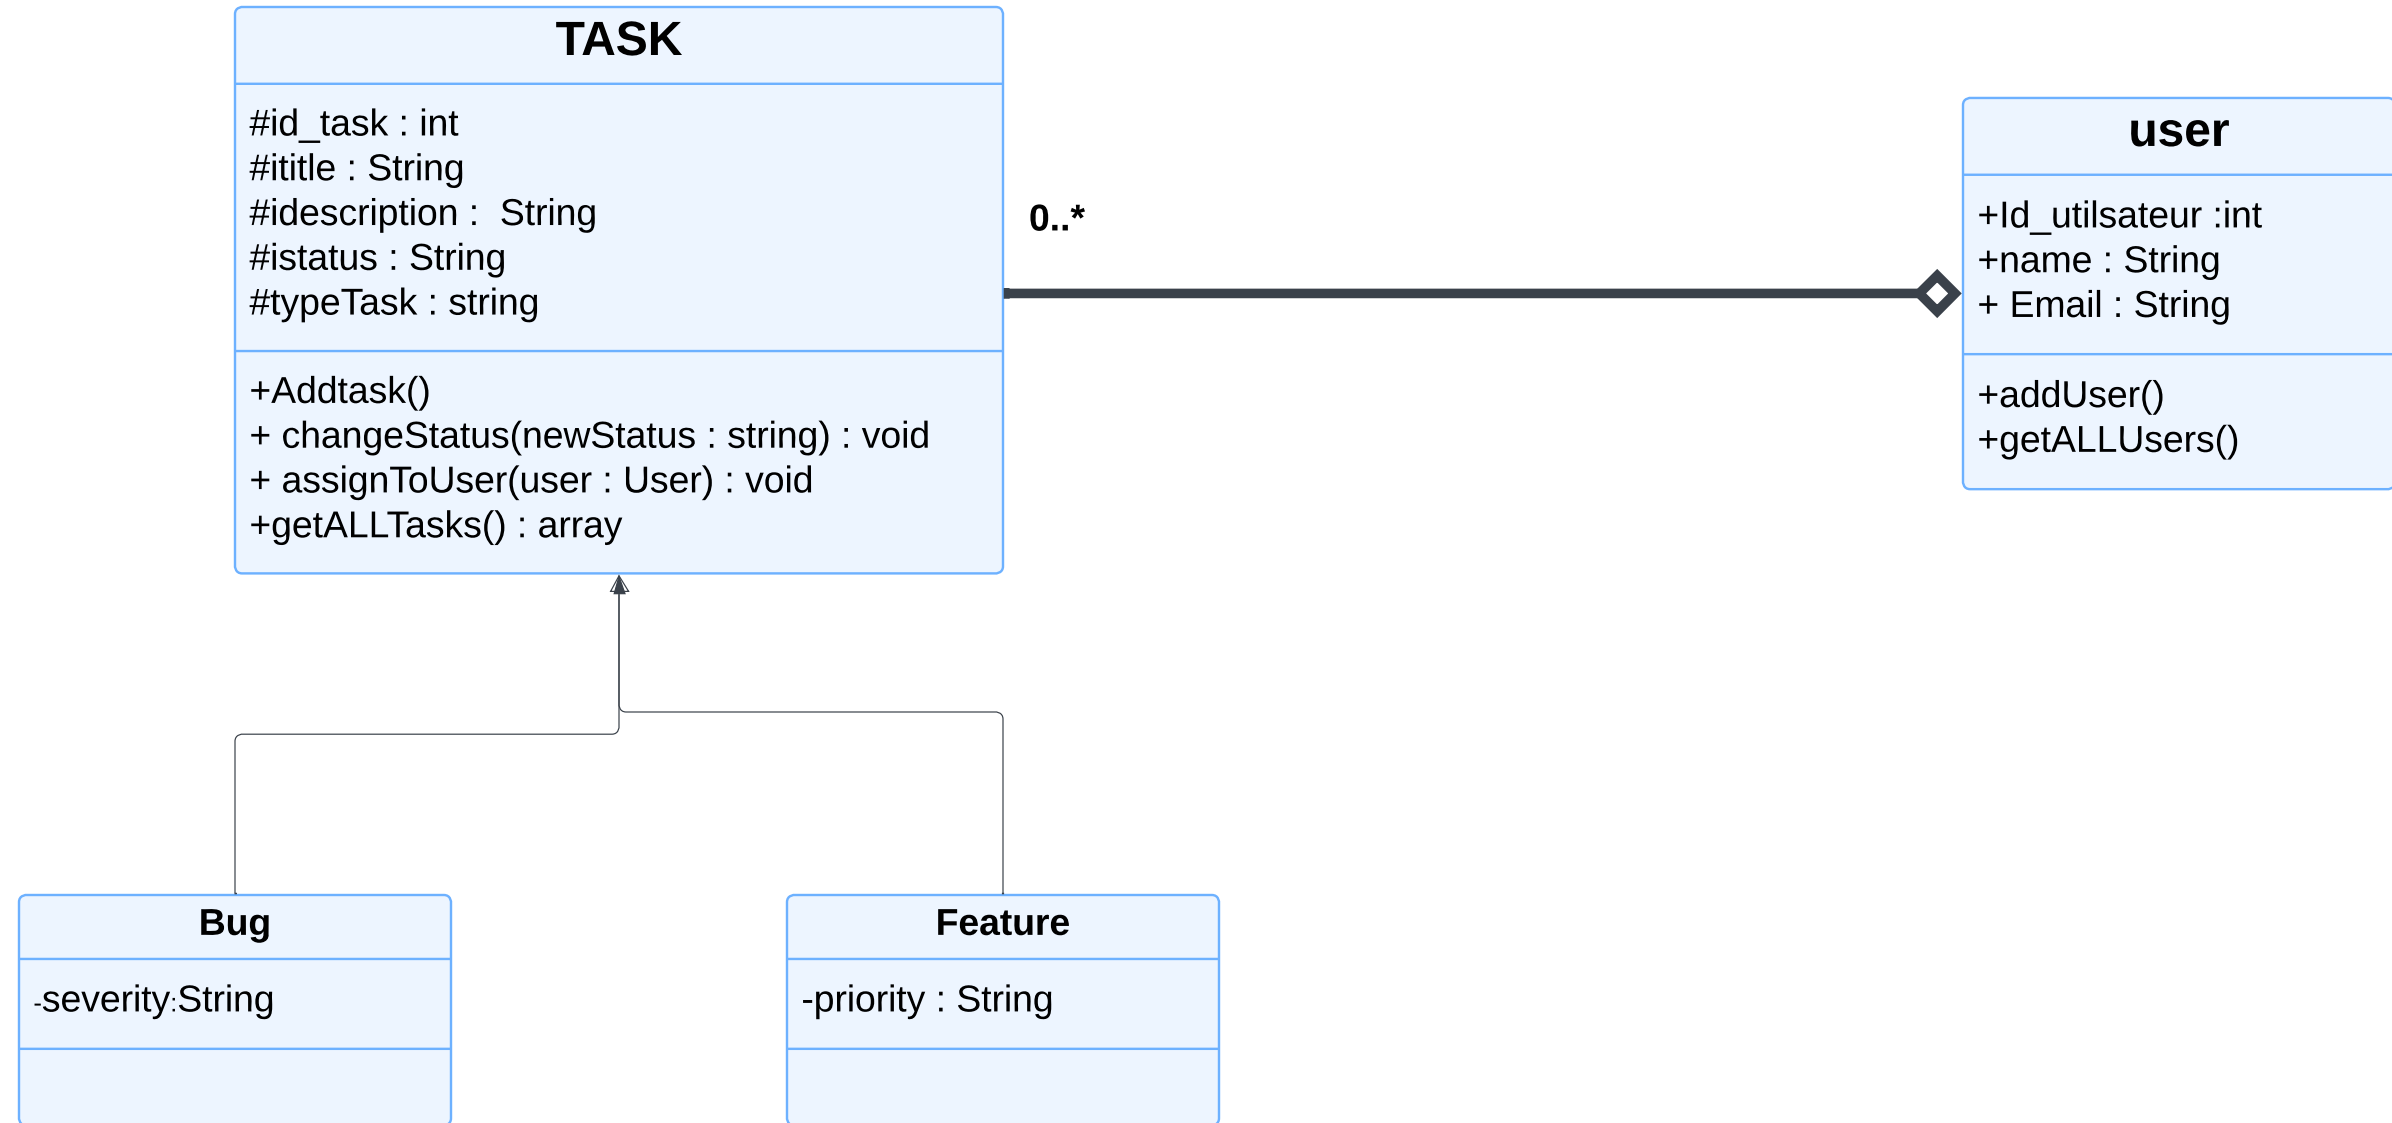 TASK
#id_task : int
#ititle : String
#idescription :  String
#istatus : String
#typeTask : string
+Addtask()
+ changeStatus(newStatus : string) : void
+ assignToUser(user : User) : void
+getALLTasks() : array
0..*
user
+Id_utilsateur :int
+name : String
+ Email : String
+addUser()
+getALLUsers()
Bug
-severity:String
Feature
-priority : String